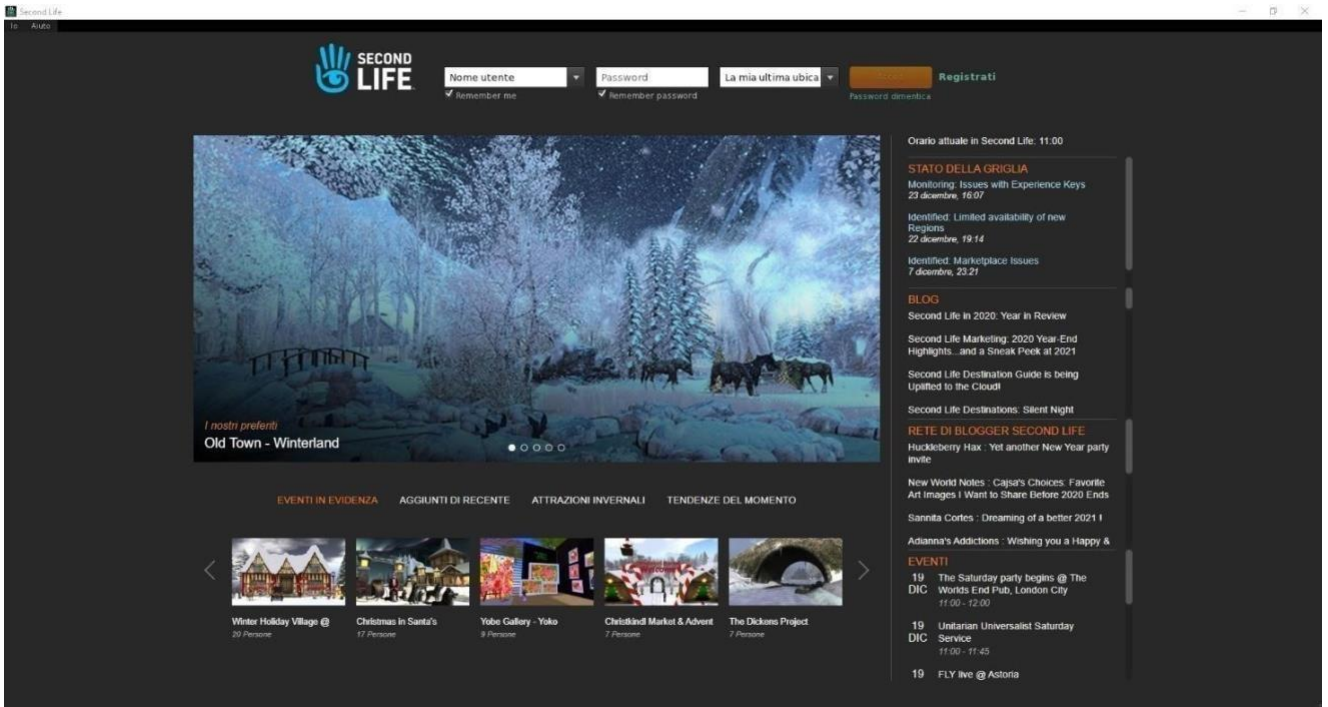 Second Life
Io Aiuto
SECOND
LIFE
Nome utente
Password
La mia ultima ubica
Registrati
Remember me
Remember password
Password dimentica
Orario attuale in Second Life: 11:00
STATO DELLA GRIGLIA
Monitoring: Issues with Experience Keys
23 dicembre, 16:07
Identified: Limited availability of new
Regions
22 dicembre, 19:14
Identified: Marketplace Issues
7 dicembre, 23:21
BLOG
Second Life in 2020: Year in Review
Second Life Marketing: 2020 Year-End
Highlights...and a Sneak Peek at 2021
Second Life Destination Guide is being
Uplifted to the Cloud!
Second Life Destinations: Silent Night
RETE DI BLOGGER SECOND LIFE
Huckleberry Hax : Yet another New Year party
invite
New World Notes : Cajsa's Choices: Favorite
Art Images I Want to Share Before 2020 Ends
Sannita Cortes : Dreaming of a better 2021 !
Adianna's Addictions : Wishing you a Happy &
EVENTI
19 DIC
The Saturday party begins @ The
Worlds End Pub, London City
11:00 - 12:00
19 DIC
Unitarian Universalist Saturday
Service
11:00 - 11:45
19
FLY live @ Astoria
I nostri preferiti
Old Town - Winterland
EVENTI IN EVIDENZA
AGGIUNTI DI RECENTE
ATTRAZIONI INVERNALI
TENDENZE DEL MOMENTO
Winter Holiday Village @
20 Persone
Christmas in Santa's
17 Persone
Yobe Gallery - Yoko
9 Persone
Christkindl Market & Advent
7 Persone
The Dickens Project
7 Persone